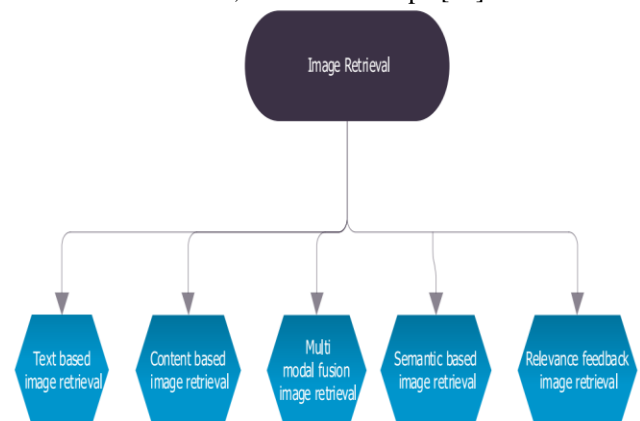 Image Retrieval
Text based
image retrieval
Content based
image retrieval
Multi
modal fusion
image retrieval
Semantic based
image retrieval
Relevance feedback
image retrieval